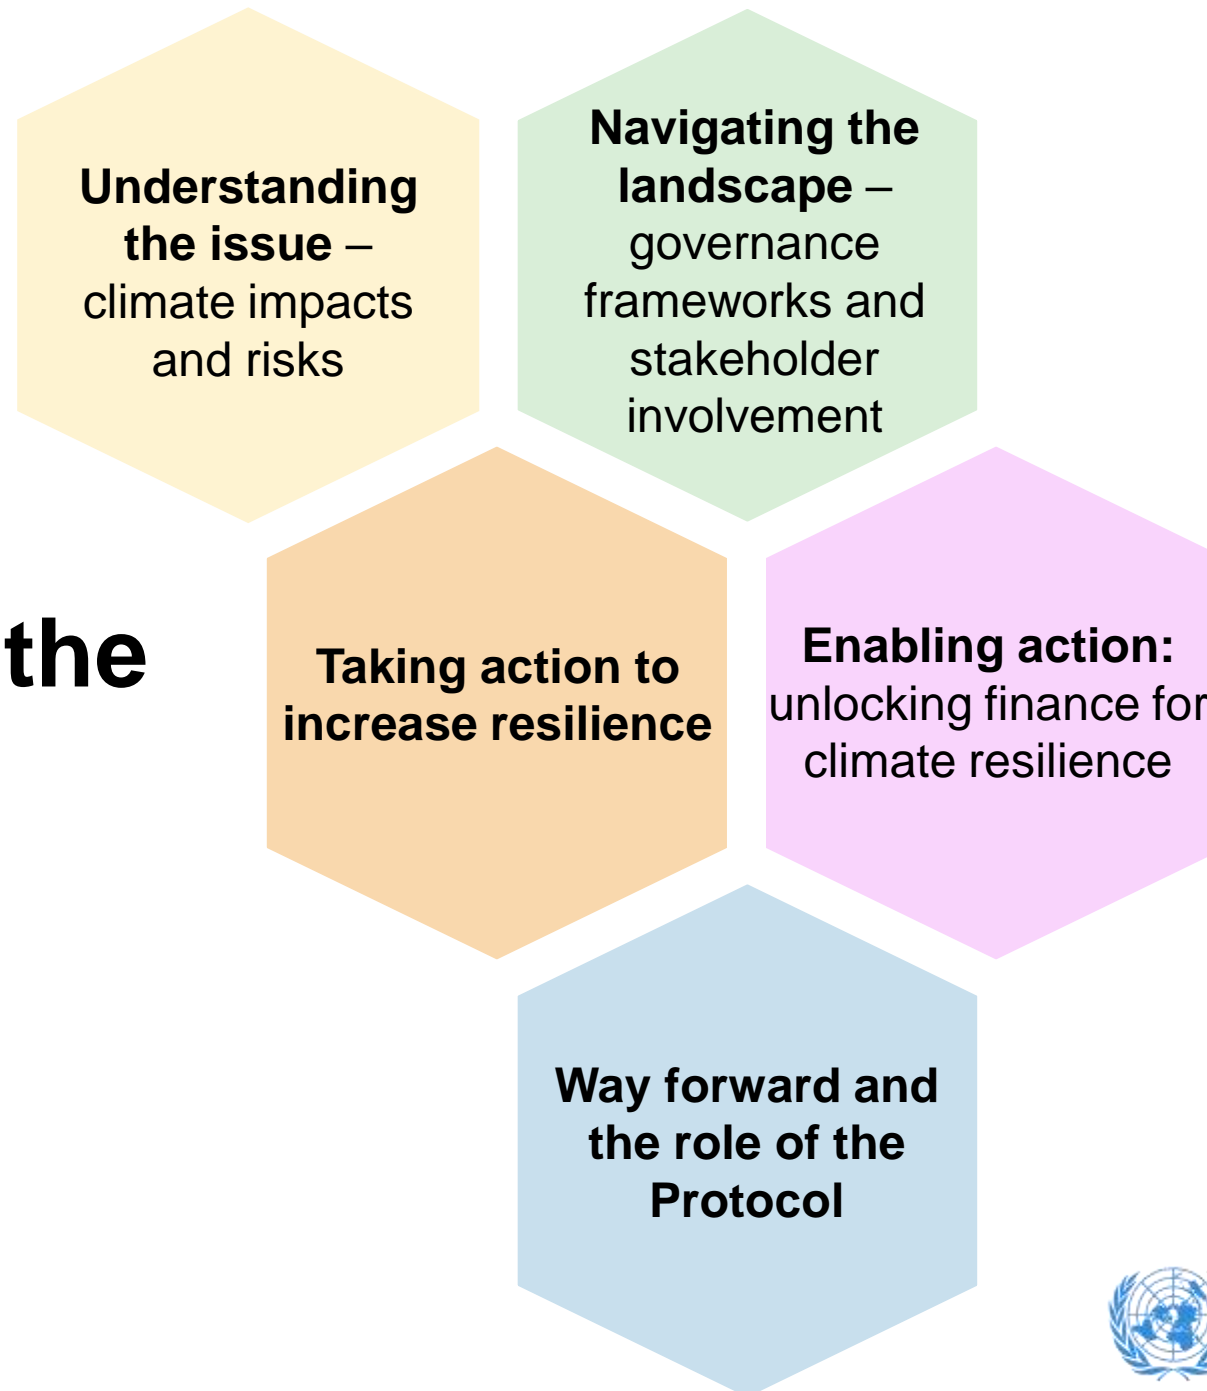 Understanding
the issue –
climate impacts
and risks
Navigating the
landscape –
governance
frameworks and
stakeholder
involvement
the
Taking action to
increase resilience
Enabling action:
unlocking finance for
climate resilience
Way forward and
the role of the
Protocol